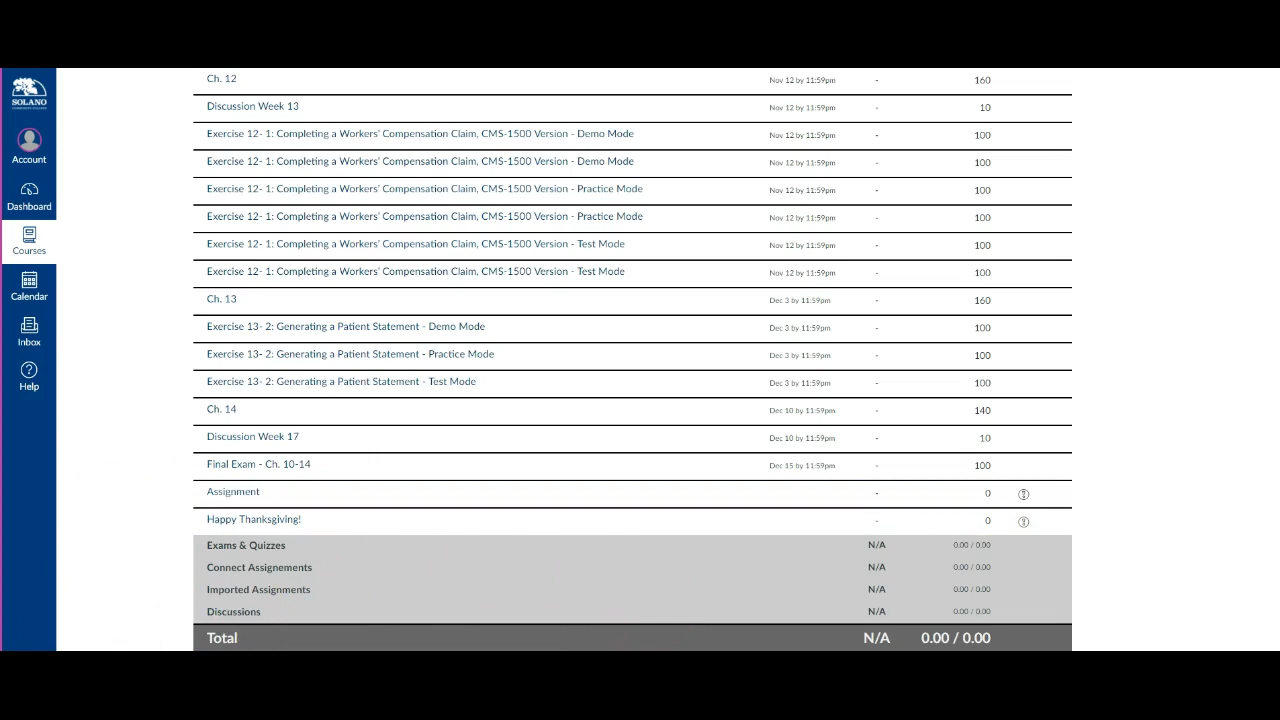 SOLANO
COMMUNITY COLLEGE
Account
Dashboard
Courses
Calendar
Inbox
Help
Ch. 12 Nov 12 by 11:59pm - 160
Discussion Week 13 Nov 12 by 11:59pm - 10
Exercise 12- 1: Completing a Workers' Compensation Claim, CMS-1500 Version - Demo Mode Nov 12 by 11:59pm - 100
Exercise 12- 1: Completing a Workers' Compensation Claim, CMS-1500 Version - Demo Mode Nov 12 by 11:59pm - 100
Exercise 12- 1: Completing a Workers' Compensation Claim, CMS-1500 Version - Practice Mode Nov 12 by 11:59pm - 100
Exercise 12- 1: Completing a Workers' Compensation Claim, CMS-1500 Version - Practice Mode Nov 12 by 11:59pm - 100
Exercise 12- 1: Completing a Workers' Compensation Claim, CMS-1500 Version - Test Mode Nov 12 by 11:59pm - 100
Exercise 12- 1: Completing a Workers' Compensation Claim, CMS-1500 Version - Test Mode Nov 12 by 11:59pm - 100
Ch. 13 Dec 3 by 11:59pm - 160
Exercise 13- 2: Generating a Patient Statement - Demo Mode Dec 3 by 11:59pm - 100
Exercise 13- 2: Generating a Patient Statement - Practice Mode Dec 3 by 11:59pm - 100
Exercise 13- 2: Generating a Patient Statement - Test Mode Dec 3 by 11:59pm - 100
Ch. 14 Dec 10 by 11:59pm - 140
Discussion Week 17 Dec 10 by 11:59pm - 10
Final Exam - Ch. 10-14 Dec 15 by 11:59pm - 100
Assignment - 0
Happy Thanksgiving! - 0
Exams & Quizzes N/A 0.00 / 0.00
Connect Assignements N/A 0.00 / 0.00
Imported Assignments N/A 0.00 / 0.00
Discussions N/A 0.00 / 0.00
Total N/A 0.00 / 0.00